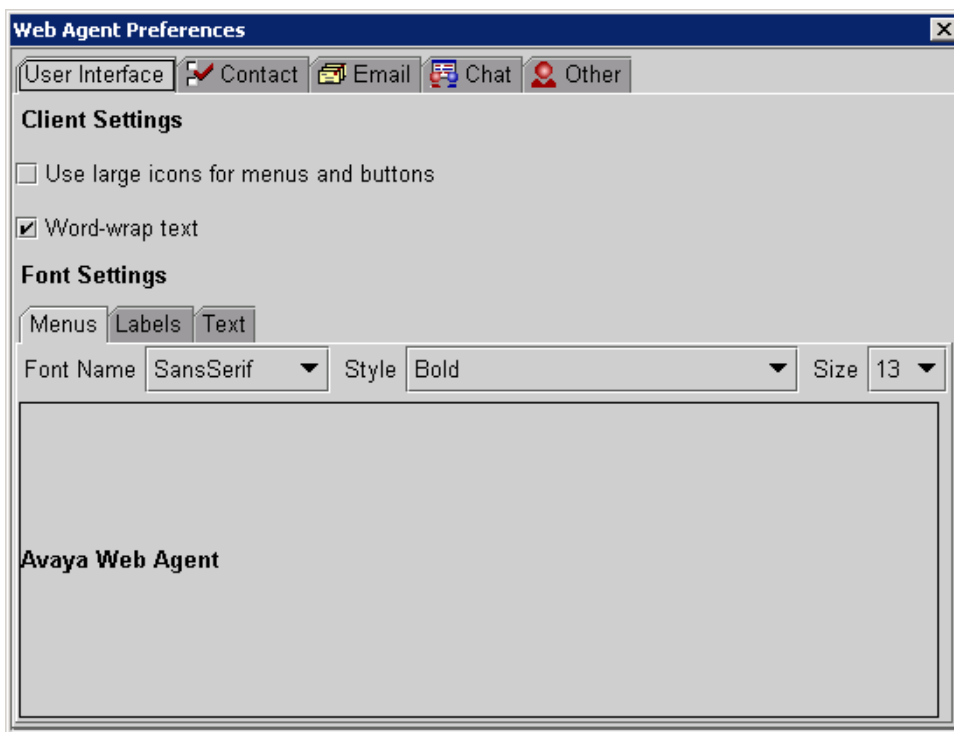 Web Agent Preferences
User Interface Contact Email Chat Other
Client Settings
Use large icons for menus and buttons
Word-wrap text
Font Settings
Menus Labels Text
Font Name SansSerif Style Bold Size 13
Avaya Web Agent